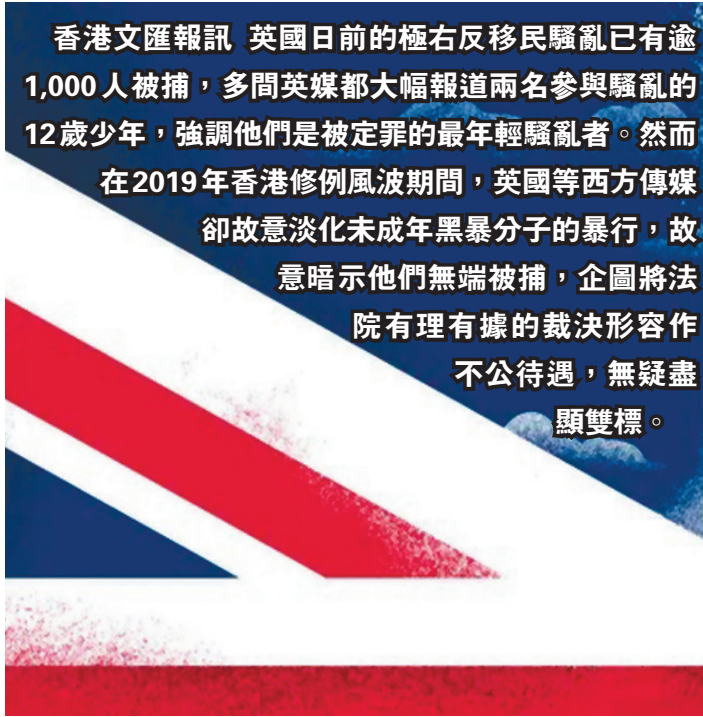 香港文匯報訊 英國日前的極右反移民騷亂已有逾
1,000人被捕，多間英媒都大幅報道兩名參與騷亂的
12歲少年，強調他們是被定罪的最年輕騷亂者。然而
在2019年香港修例風波期間，英國等西方傳媒
卻故意淡化未成年黑暴分子的暴行，故
意暗示他們無端被捕，企圖將法
院有理有據的裁決形容作
不公待遇，無疑盡
顯雙標。